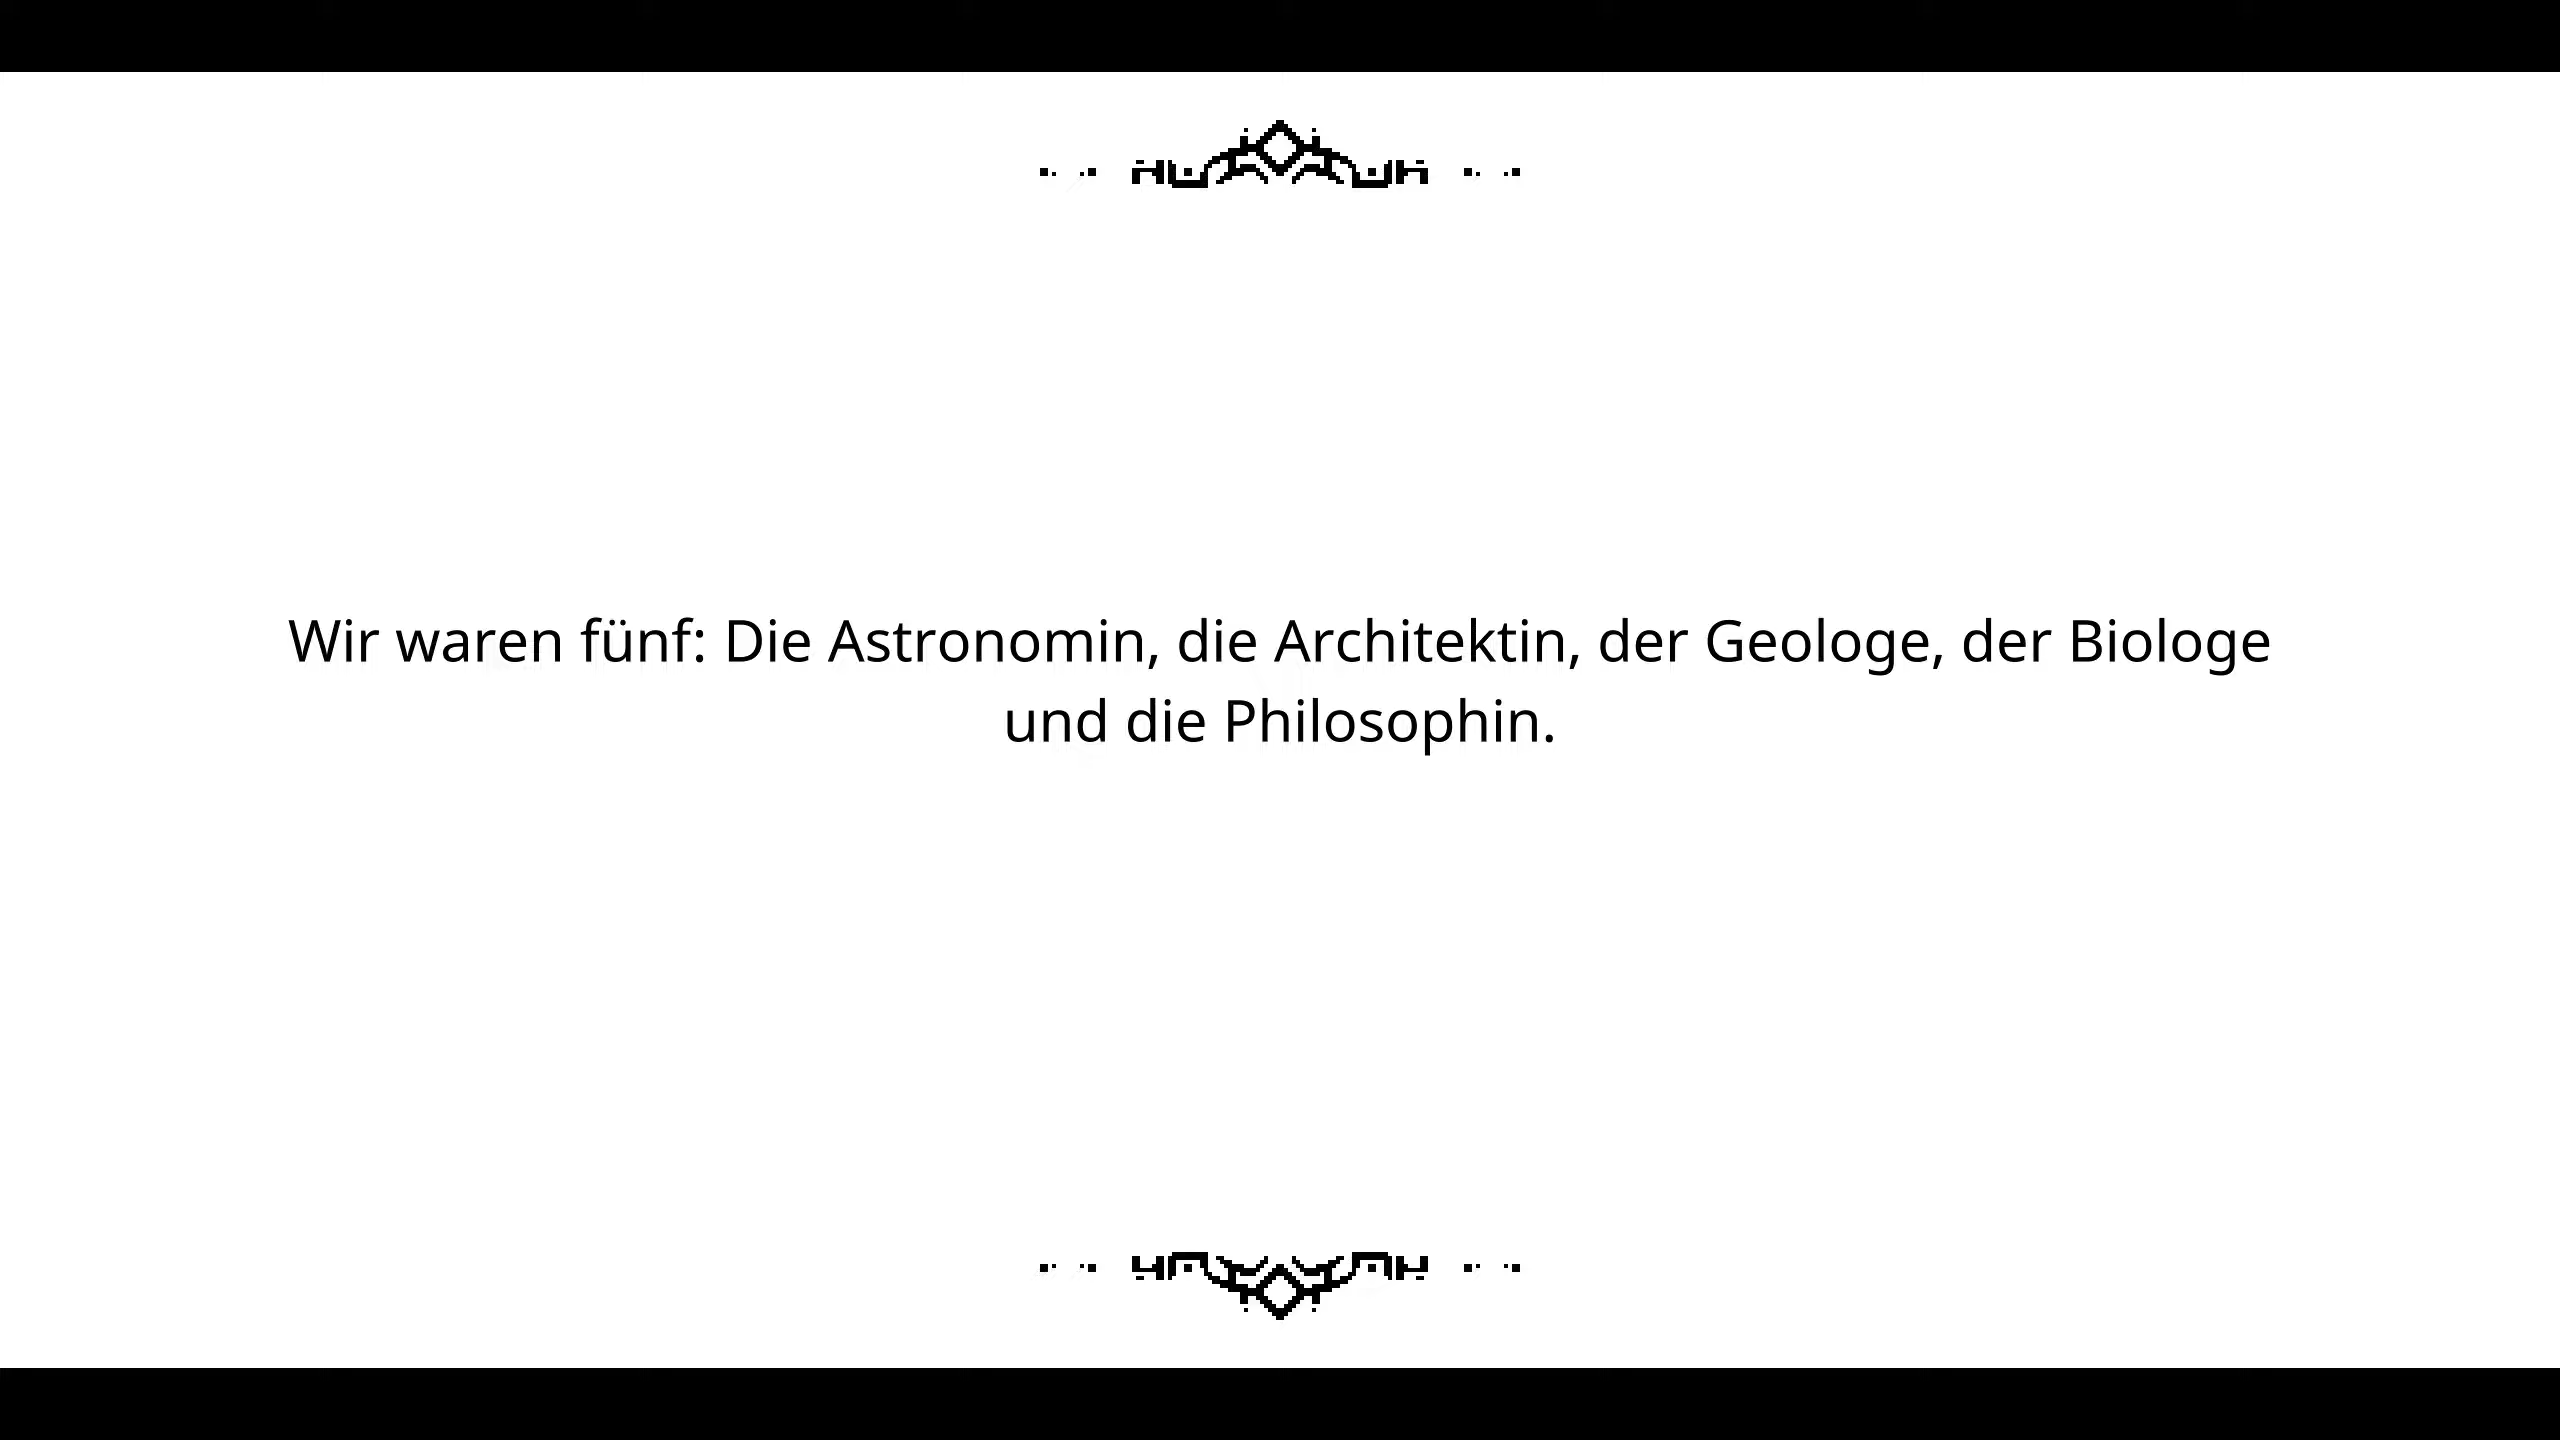 Wir waren fünf: Die Astronomin, die Architektin, der Geologe, der Biologe
und die Philosophin.